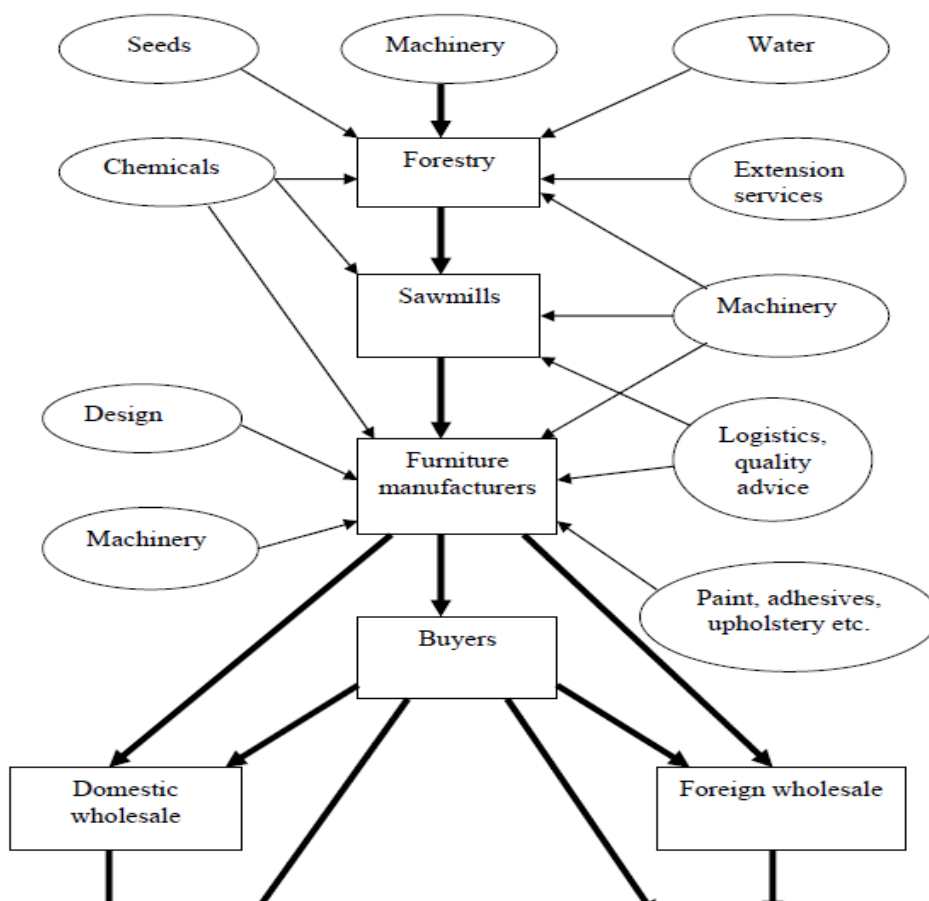 Seeds
Machinery
Water
Chemicals
Forestry
Extension
services
Sawmills
Machinery
Design
Furniture
manufacturers
Logistics,
quality
advice
Machinery
Paint, adhesives,
upholstery etc.
Buyers
Domestic
wholesale
Foreign wholesale